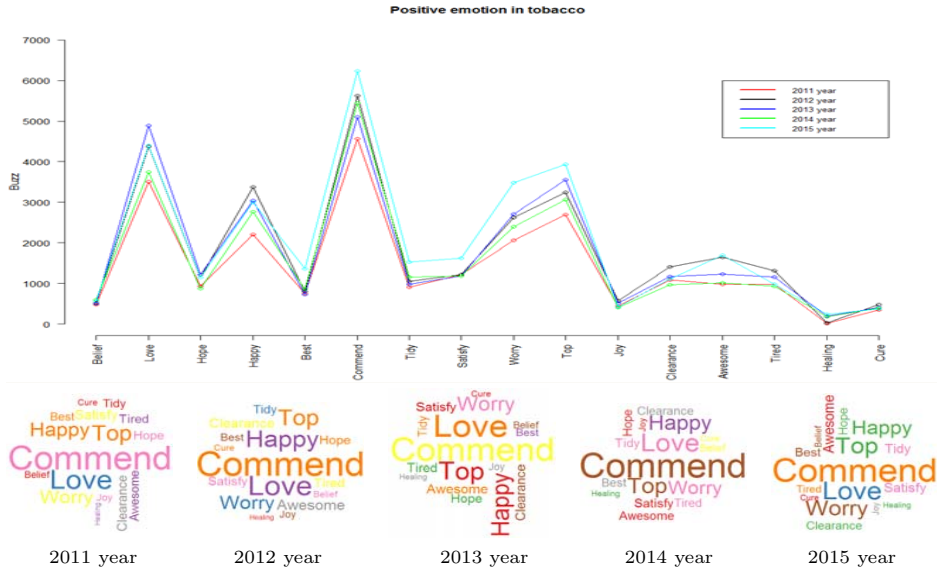 Positive emotion in tobacco
7000
6000
5000
4000
3000
2000
1000
0
Buzz
2011 year
2012 year
2013 year
2014 year
2015 year
Belief
Love
Hope
Happy
Best
Commend
Tidy
Satisfy
Worry
Top
Joy
Clearance
Awesome
Tired
Healing
Cure
Cure Tidy
Best Satisfy Tired
Happy Top Hope
Commend
Belief Love
Worry Joy
Healing Clearance Awesome
Tidy Top
Clearance
Best Happy Hope
Cure
Commend
Satisfy Love Tired
Belief
Worry Awesome
Healing Joy
Cure
Satisfy Worry
Tidy Love Belief
Best
Commend
Tired Top Joy
Healing
Awesome
Hope Happy Clearance
Clearance
Hope Joy Happy
Tidy Love Cure
Belief
Commend
Best Top Worry
Healing
Satisfy Tired
Awesome
Awesome Hope Happy
Belief Top Tidy
Best
Commend
Tired Love Satisfy
Cure
Worry Joy Healing
Clearance
2011 year 2012 year 2013 year 2014 year 2015 year